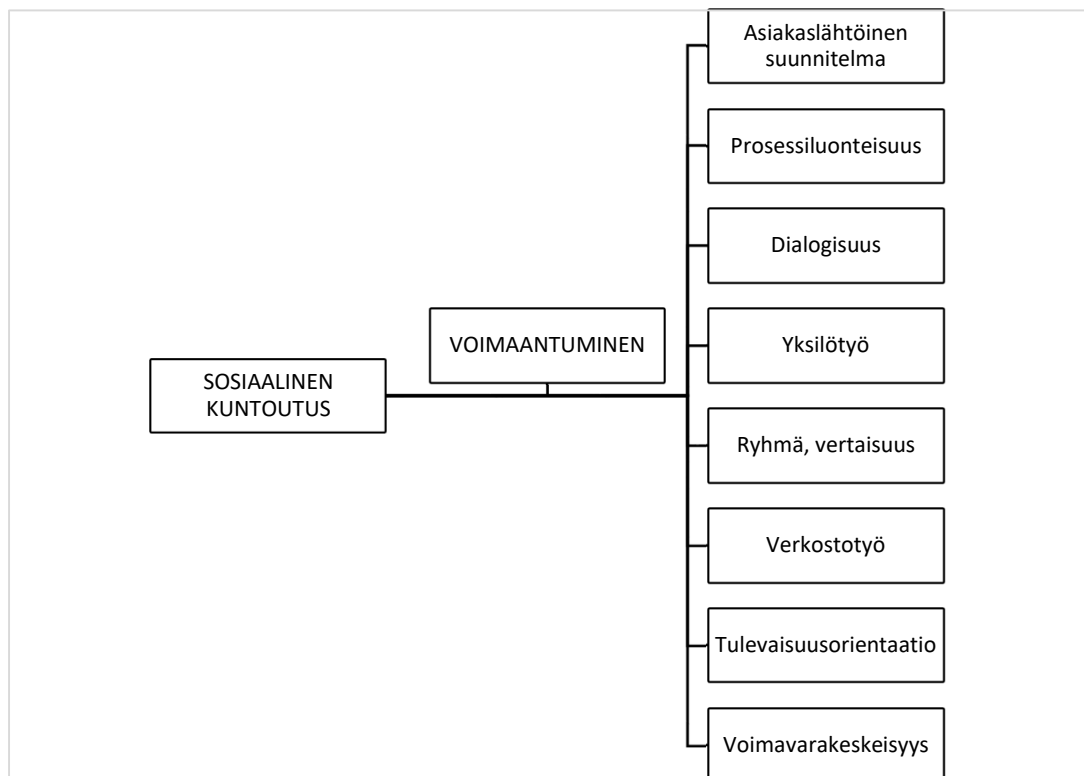 Asiakaslähtöinen
suunnitelma
Prosessiluonteisuus
Dialogisuus
Yksilötyö
VOIMAANTUMINEN
SOSIAALINEN
KUNTOUTUS
Ryhmä, vertaisuus
Verkostotyö
Tulevaisuusorientaatio
Voimavarakeskeisyys